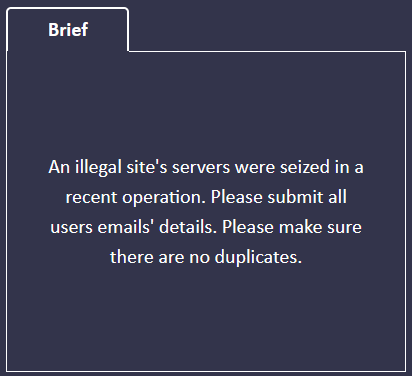 Brief
An illegal site's servers were seized in a
recent operation. Please submit all
users emails' details. Please make sure
there are no duplicates.